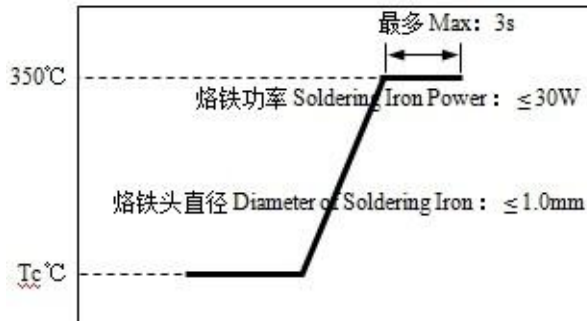 最多 Max：3s
350℃
烙铁功率 Soldering Iron Power：≤30W
烙铁头直径 Diameter of Soldering Iron：≤1.0mm
Tc℃